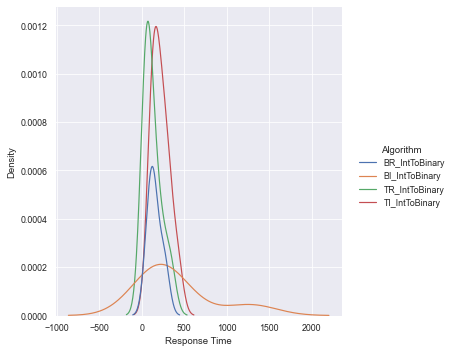 0.0012
0.0010
0.0008
0.0006
0.0004
0.0002
0.0000
Density
−1000 −500 0 500 1000 1500 2000
Response Time
Algorithm
BR_IntToBinary
BI_IntToBinary
TR_IntToBinary
TI_IntToBinary